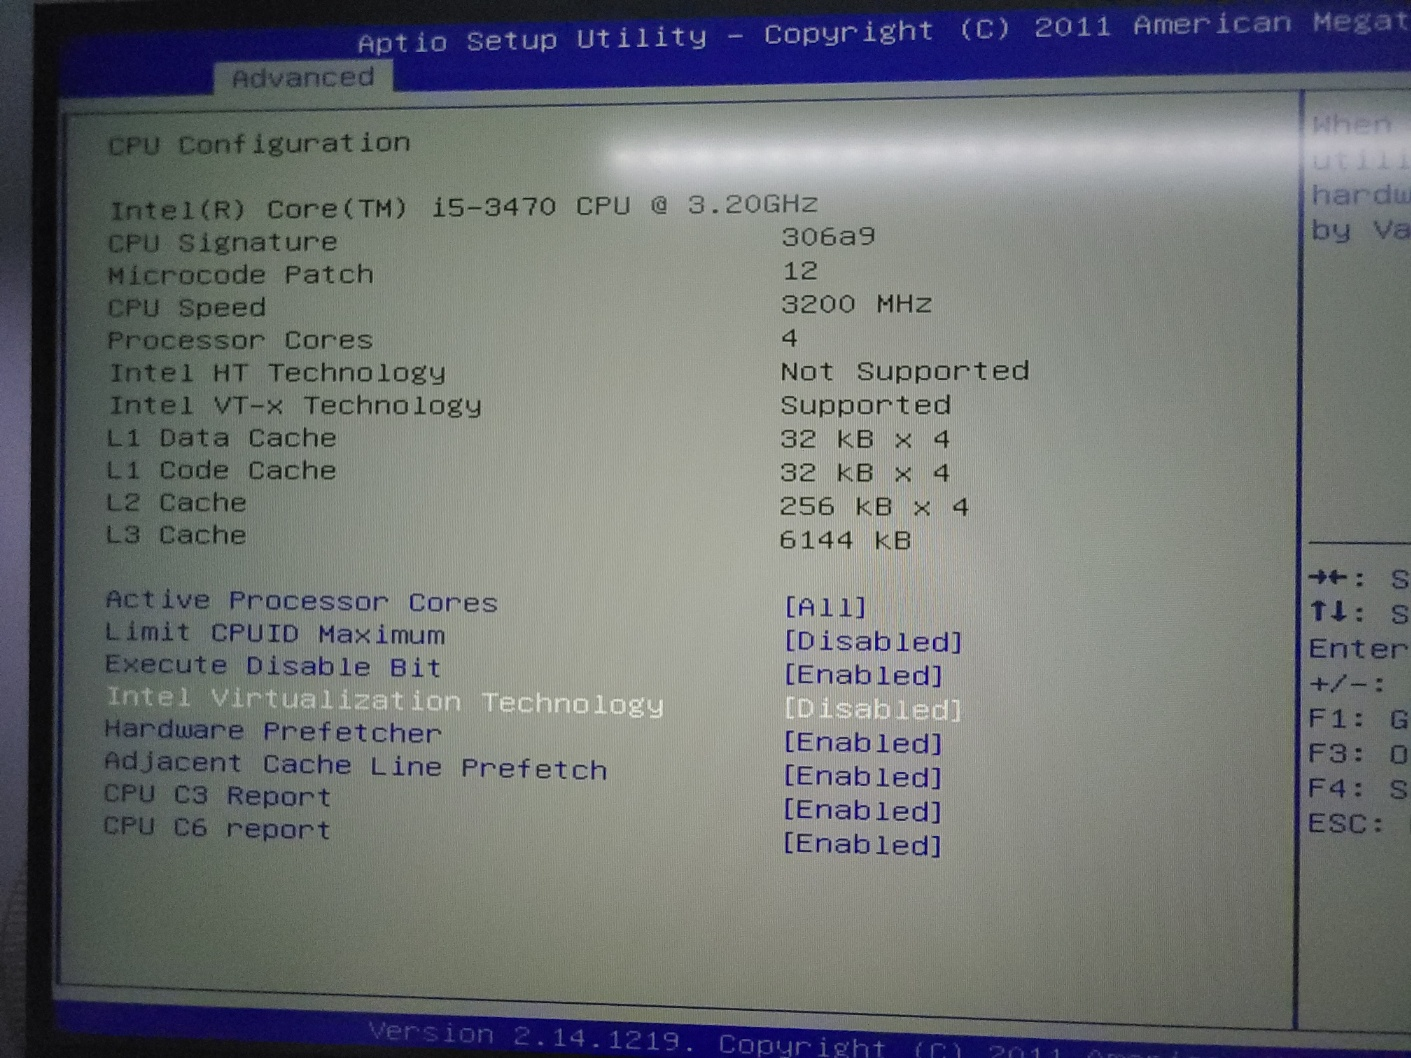 Aptio Setup Utility - Copyright (C) 2011 American Megat
Advanced
CPU Configuration
Intel(R) Core(TM) i5-3470 CPU @ 3.20GHz
CPU Signature 306a9
Microcode Patch 12
CPU Speed 3200 MHz
Processor Cores 4
Intel HT Technology Not Supported
Intel VT-x Technology Supported
L1 Data Cache 32 kB x 4
L1 Code Cache 32 kB x 4
L2 Cache 256 kB x 4
L3 Cache 6144 kB
Active Processor Cores [All]
Limit CPUID Maximum [Disabled]
Execute Disable Bit [Enabled]
Intel Virtualization Technology [Disabled]
Hardware Prefetcher [Enabled]
Adjacent Cache Line Prefetch [Enabled]
CPU C3 Report [Enabled]
CPU C6 report [Enabled]
When
utili
hardw
by Va
→←: S
↑↓: S
Enter
+/-:
F1: G
F3: O
F4: S
ESC:
Version 2.14.1219. Copyright (C) 2011 Ameri